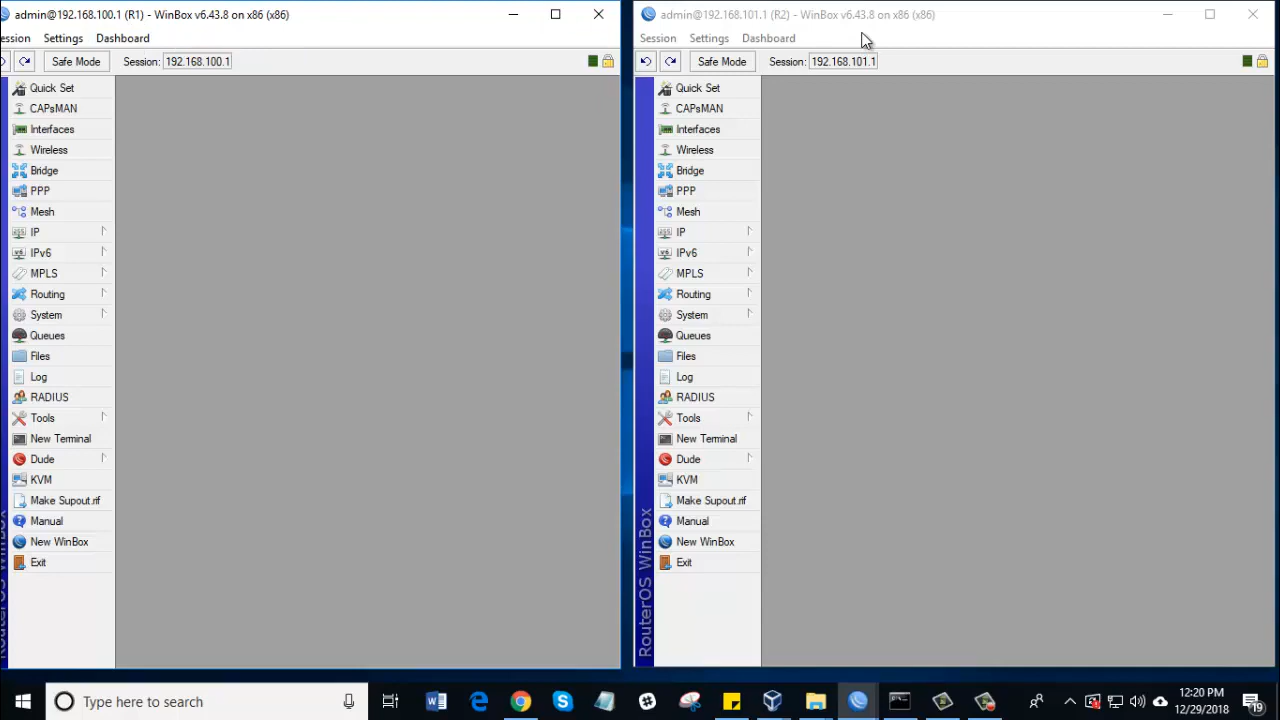 admin@192.168.100.1 (R1) - WinBox v6.43.8 on x86 (x86)
ession Settings Dashboard
Safe Mode Session: 192.168.100.1
Quick Set
CAPsMAN
Interfaces
Wireless
Bridge
PPP
Mesh
IP
IPv6
MPLS
Routing
System
Queues
Files
Log
RADIUS
Tools
New Terminal
Dude
KVM
Make Supout.rif
Manual
New WinBox
Exit
RouterOS WinBox
admin@192.168.101.1 (R2) - WinBox v6.43.8 on x86 (x86)
Session Settings Dashboard
Safe Mode Session: 192.168.101.1
Quick Set
CAPsMAN
Interfaces
Wireless
Bridge
PPP
Mesh
IP
IPv6
MPLS
Routing
System
Queues
Files
Log
RADIUS
Tools
New Terminal
Dude
KVM
Make Supout.rif
Manual
New WinBox
Exit
RouterOS WinBox
Type here to search
12:20 PM
12/29/2018
19